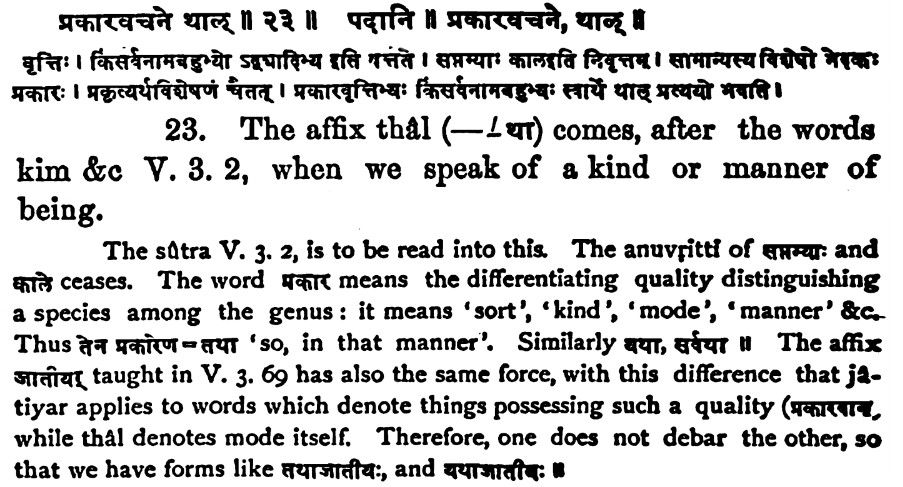 प्रकारवचने थाल् ॥ २३ ॥ पदानि ॥ प्रकारवचने, थाल् ॥
वृत्तिः । किंसर्वनामबहुभ्यो ऽद्व्यादिभ्य इति वर्त्तते । सप्तम्याः कालइति निवृत्तम् । सामान्यस्य विशेषो भेदकः
प्रकारः । प्रकृत्यर्थविशेषणं चैतत् । प्रकारवृत्तिभ्यः किंसर्वनामबहुभ्यः स्वार्थे थाल् प्रत्ययो भवति ।
23. The affix thâl (—⊥था) comes, after the words
kim &c V. 3. 2, when we speak of a kind or manner of
being.
The sûtra V. 3. 2, is to be read into this. The anuvṛitti of सप्तम्याः and
काले ceases. The word प्रकार means the differentiating quality distinguishing
a species among the genus : it means 'sort', 'kind', 'mode', 'manner' &c.
Thus तेन प्रकारेण = तथा 'so, in that manner'. Similarly यथा, सर्वथा ॥ The affix
जातीयर् taught in V. 3. 69 has also the same force, with this difference that jâ-
tiyar applies to words which denote things possessing such a quality (प्रकारवान्,
while thâl denotes mode itself. Therefore, one does not debar the other, so
that we have forms like तथाजातीयः, and यथाजातीयः ॥